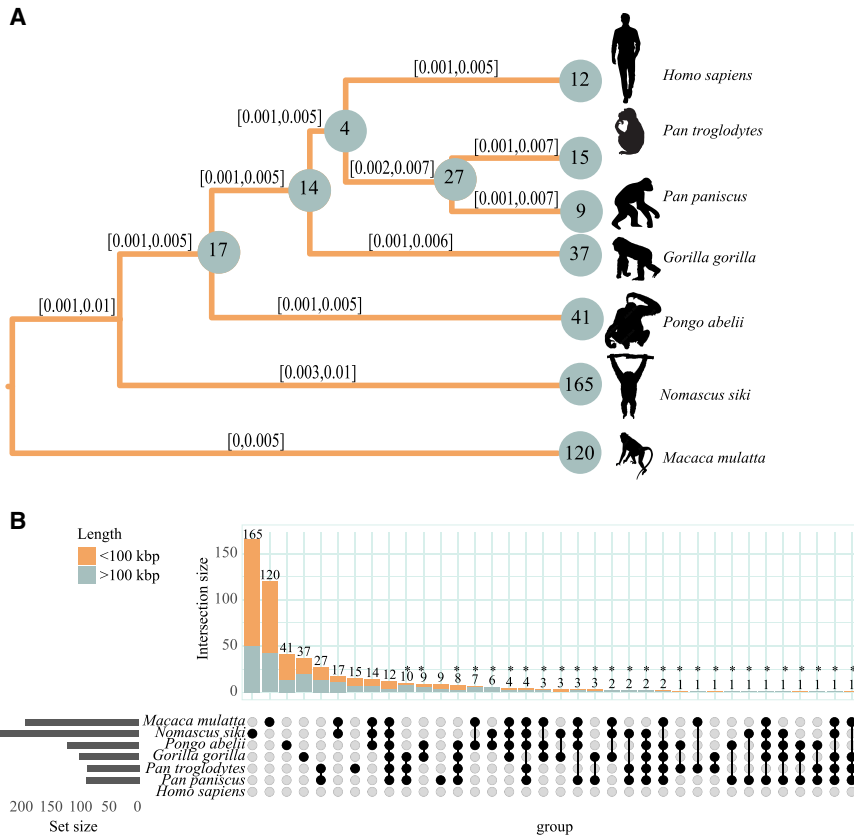 A
[0.001,0.005]
12
Homo sapiens
[0.001,0.005]
4
Pan troglodytes
[0.001,0.007]
15
[0.002,0.007]
27
[0.001,0.005]
14
[0.001,0.007]
9
Pan paniscus
[0.001,0.005]
17
[0.001,0.006]
37
Gorilla gorilla
[0.001,0.01]
[0.001,0.005]
41
Pongo abelii
[0.003,0.01]
165
Nomascus siki
[0,0.005]
120
Macaca mulatta
B
Length
<100 kbp
>100 kbp
Intersection size
150
100
50
0
165
120
41
37
27
17
15
14
12
* * * * * * * * * * * * * * * * * * * * * * * * * *
10 9 9 8 7 6 4 4 3 3 3 3 2 2 2 2 1 1 1 1 1 1 1 1 1 1 1
Macaca mulatta
Nomascus siki
Pongo abelii
Gorilla gorilla
Pan troglodytes
Pan paniscus
Homo sapiens
200 150 100 50 0
Set size
group